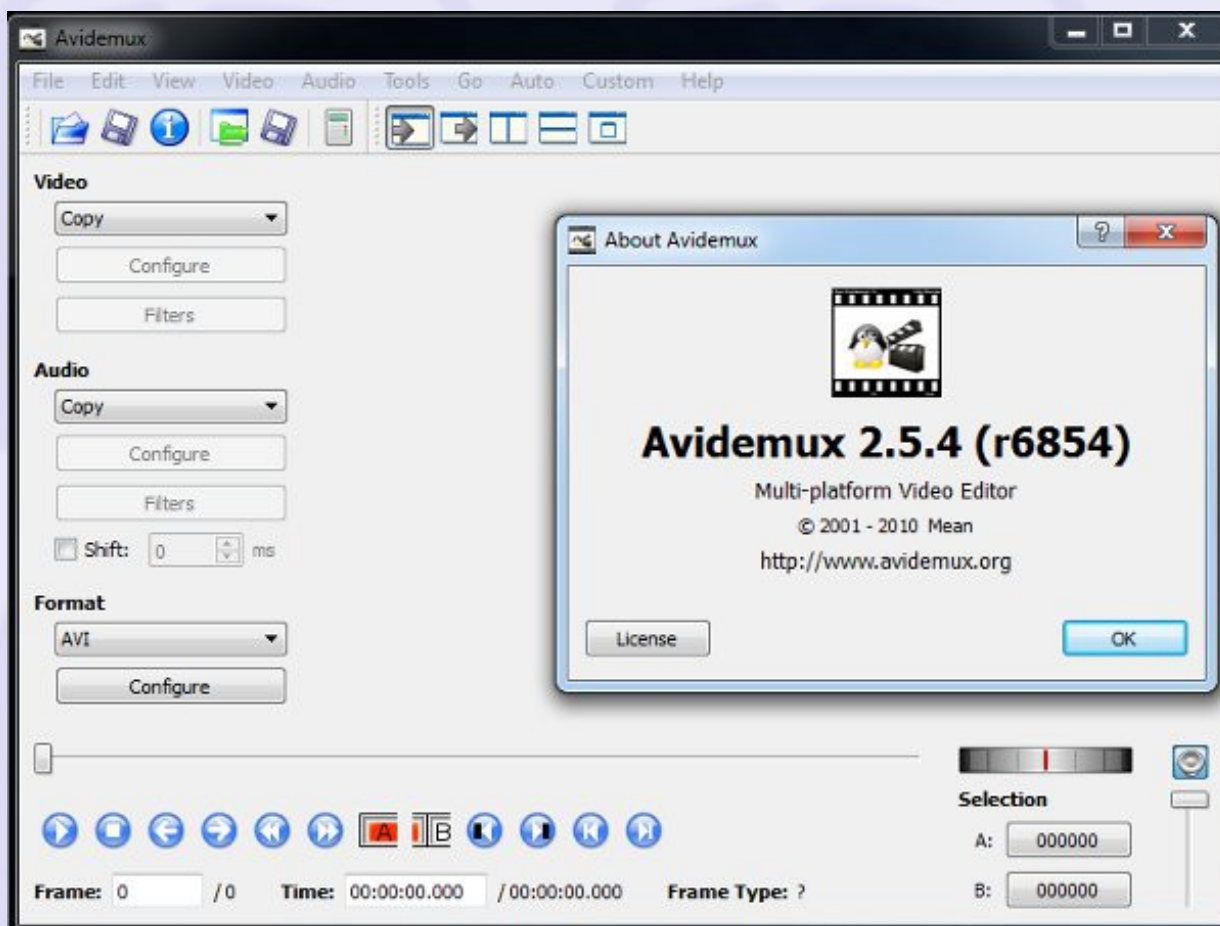 Avidemux
File Edit View Video Audio Tools Go Auto Custom Help
Video
Copy
Configure
Filters
Audio
Copy
Configure
Filters
Shift: 0 ms
Format
AVI
Configure
About Avidemux
Avidemux 2.5.4 (r6854)
Multi-platform Video Editor
© 2001 - 2010 Mean
http://www.avidemux.org
License OK
A B
Selection
A: 000000
B: 000000
Frame: 0 / 0 Time: 00:00:00.000 / 00:00:00.000 Frame Type: ?